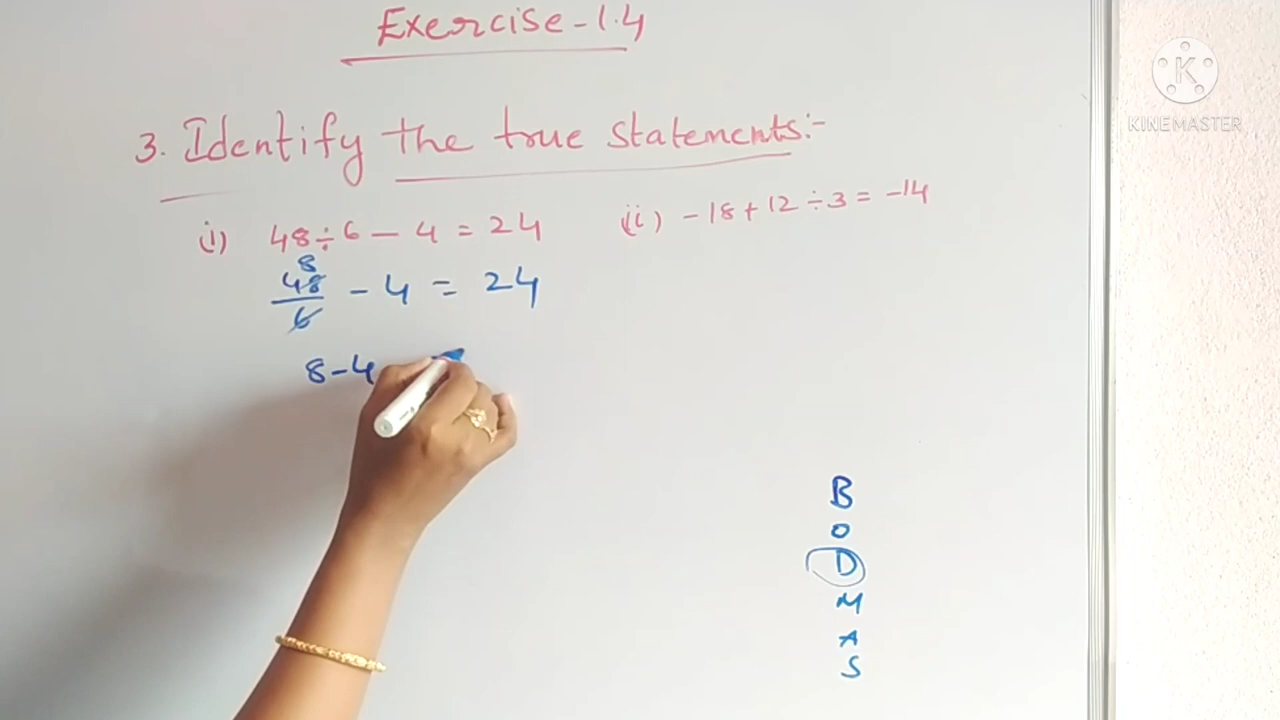 Exercise-1.4
3. Identify the true statements:-
(i) 48÷6 - 4 = 24
(ii) -18 + 12 ÷ 3 = -14
8
48/6 - 4 = 24
8-4
B
O
D
M
A
S
K
KINEMASTER